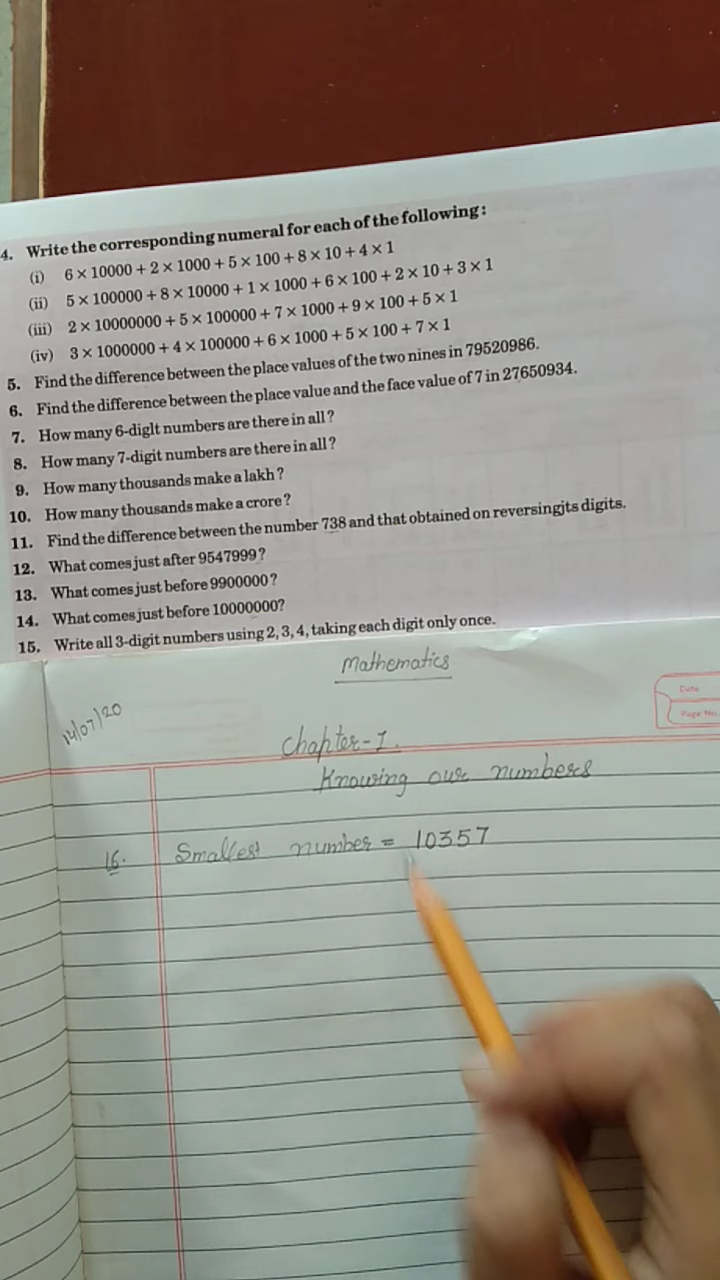 4. Write the corresponding numeral for each of the following:
(i) 6 × 10000 + 2 × 1000 + 5 × 100 + 8 × 10 + 4 × 1
(ii) 5 × 100000 + 8 × 10000 + 1 × 1000 + 6 × 100 + 2 × 10 + 3 × 1
(iii) 2 × 10000000 + 5 × 100000 + 7 × 1000 + 9 × 100 + 5 × 1
(iv) 3 × 1000000 + 4 × 100000 + 6 × 1000 + 5 × 100 + 7 × 1
5. Find the difference between the place values of the two nines in 79520986.
6. Find the difference between the place value and the face value of 7 in 27650934.
7. How many 6-diglt numbers are there in all?
8. How many 7-digit numbers are there in all?
9. How many thousands make a lakh?
10. How many thousands make a crore?
11. Find the difference between the number 738 and that obtained on reversingjts digits.
12. What comes just after 9547999?
13. What comes just before 9900000?
14. What comes just before 10000000?
15. Write all 3-digit numbers using 2, 3, 4, taking each digit only once.
Mathematics
Date
Page No.
14/07/20
Chapter-1.
Knowing our numbers
16. Smallest number = 10357